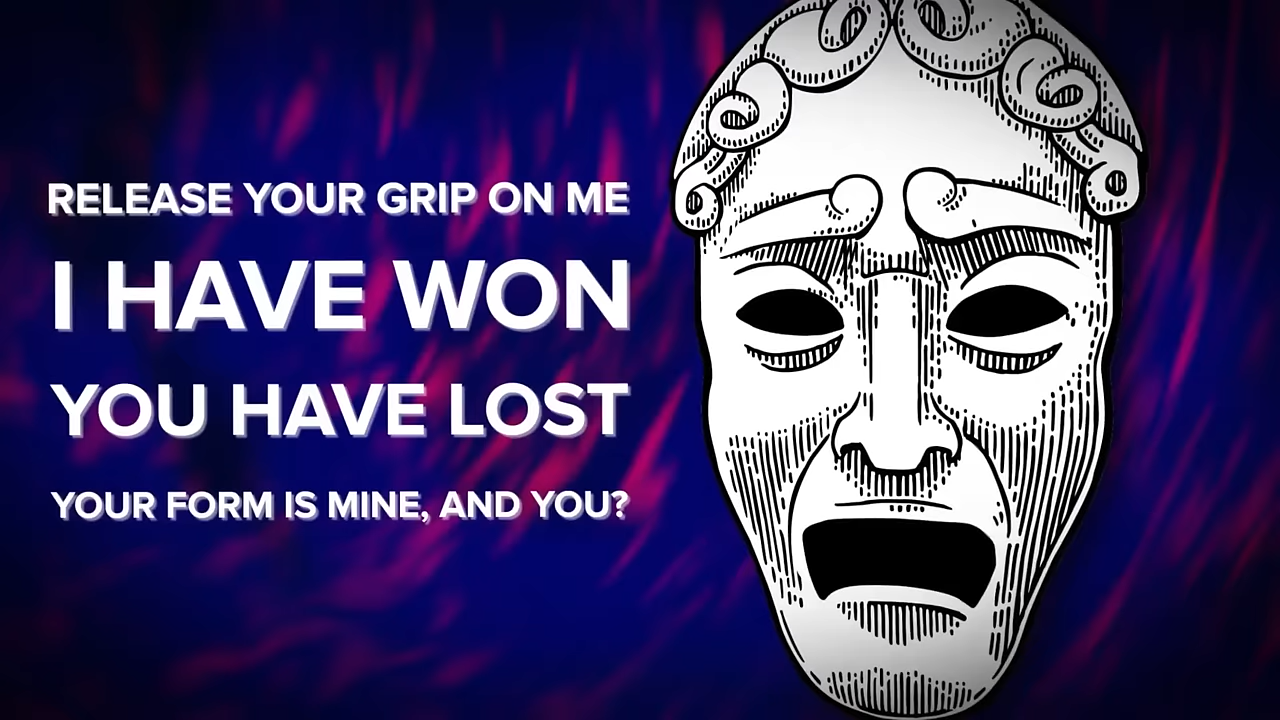 RELEASE YOUR GRIP ON ME
I HAVE WON
YOU HAVE LOST
YOUR FORM IS MINE, AND YOU?